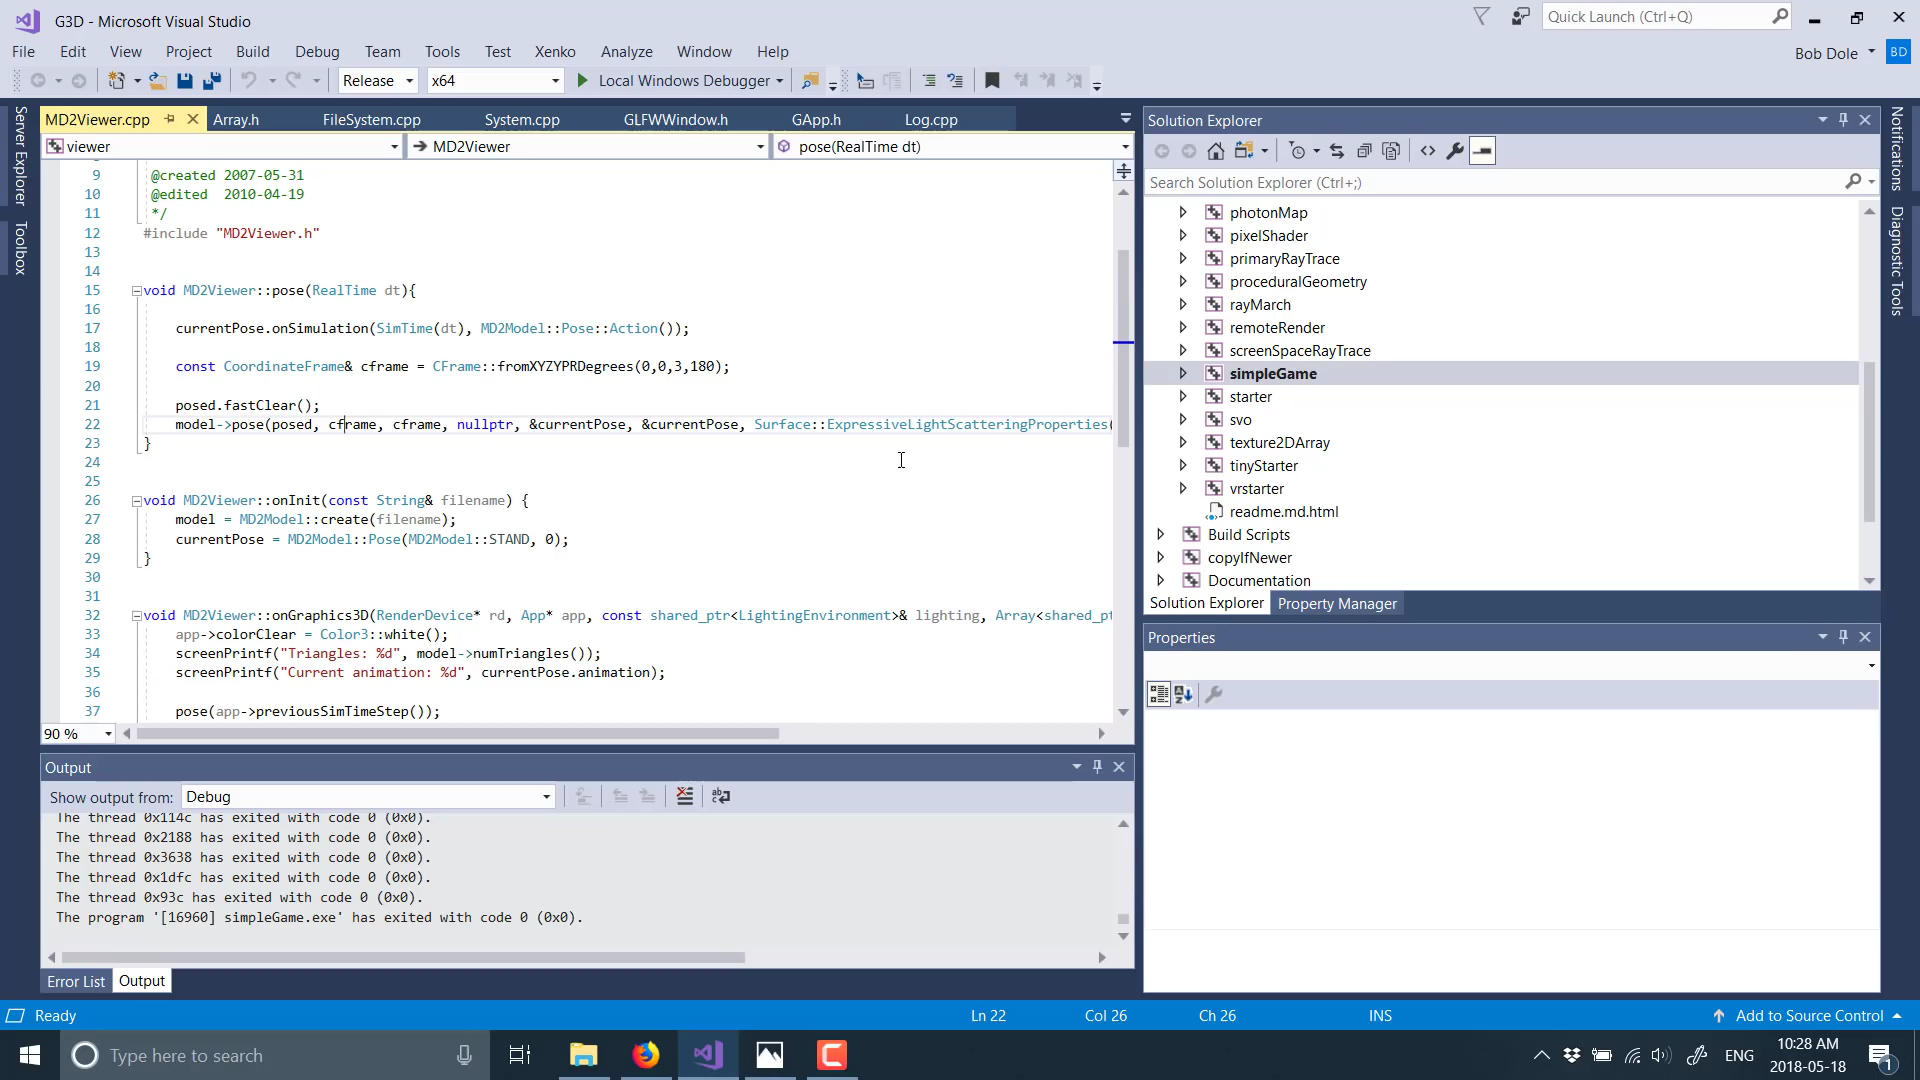 G3D - Microsoft Visual Studio
Quick Launch (Ctrl+Q)
File Edit View Project Build Debug Team Tools Test Xenko Analyze Window Help
Bob Dole
BD
Release x64 Local Windows Debugger
Server Explorer
Toolbox
MD2Viewer.cpp Array.h FileSystem.cpp System.cpp GLFWWindow.h GApp.h Log.cpp
viewer MD2Viewer pose(RealTime dt)
9 @created 2007-05-31
10 @edited 2010-04-19
11 */
12 #include "MD2Viewer.h"
13
14
15 void MD2Viewer::pose(RealTime dt){
16
17 currentPose.onSimulation(SimTime(dt), MD2Model::Pose::Action());
18
19 const CoordinateFrame& cframe = CFrame::fromXYZYPRDegrees(0,0,3,180);
20
21 posed.fastClear();
22 model->pose(posed, cframe, cframe, nullptr, &currentPose, &currentPose, Surface::ExpressiveLightScatteringProperties(
23 }
24
25
26 void MD2Viewer::onInit(const String& filename) {
27 model = MD2Model::create(filename);
28 currentPose = MD2Model::Pose(MD2Model::STAND, 0);
29 }
30
31
32 void MD2Viewer::onGraphics3D(RenderDevice* rd, App* app, const shared_ptr<LightingEnvironment>& lighting, Array<shared_pt
33 app->colorClear = Color3::white();
34 screenPrintf("Triangles: %d", model->numTriangles());
35 screenPrintf("Current animation: %d", currentPose.animation);
36
37 pose(app->previousSimTimeStep());
90 %
Output
Show output from: Debug
The thread 0x114c has exited with code 0 (0x0).
The thread 0x2188 has exited with code 0 (0x0).
The thread 0x3638 has exited with code 0 (0x0).
The thread 0x1dfc has exited with code 0 (0x0).
The thread 0x93c has exited with code 0 (0x0).
The program '[16960] simpleGame.exe' has exited with code 0 (0x0).
Error List Output
Solution Explorer
Search Solution Explorer (Ctrl+;)
photonMap
pixelShader
primaryRayTrace
proceduralGeometry
rayMarch
remoteRender
screenSpaceRayTrace
simpleGame
starter
svo
texture2DArray
tinyStarter
vrstarter
readme.md.html
Build Scripts
copyIfNewer
Documentation
Solution Explorer Property Manager
Properties
Notifications
Diagnostic Tools
Ready Ln 22 Col 26 Ch 26 INS Add to Source Control
Type here to search
ENG
10:28 AM
2018-05-18
1